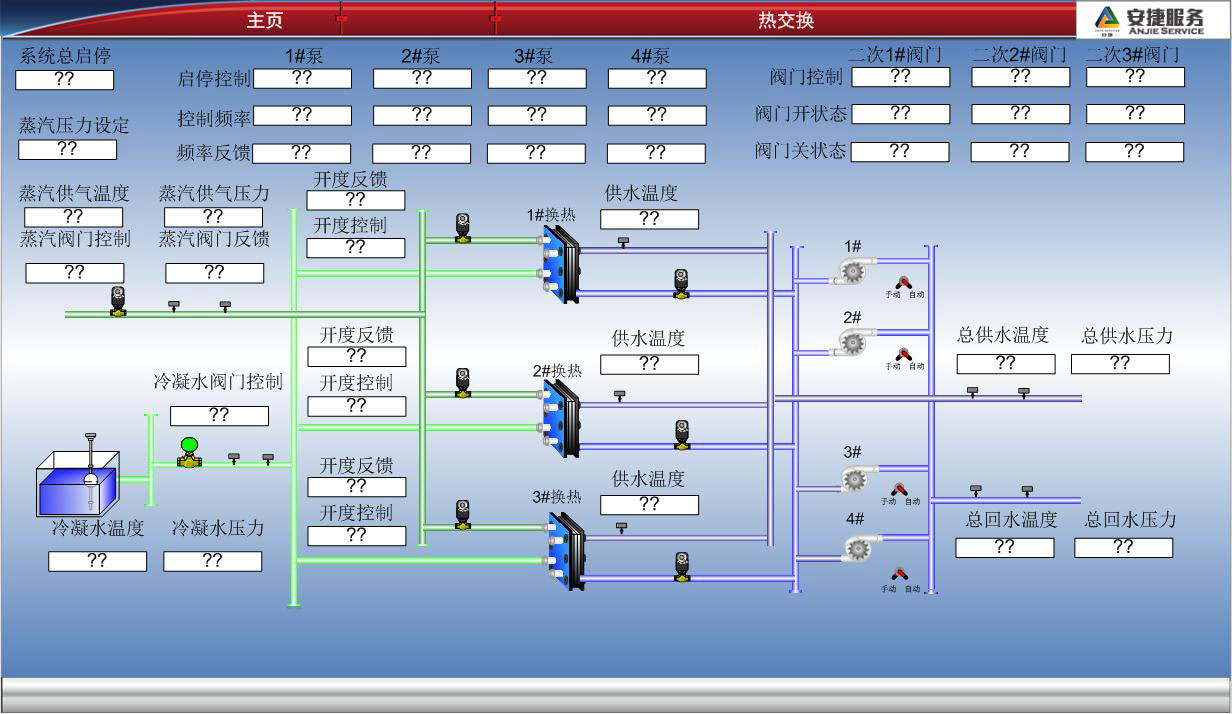 主页 热交换 安捷服务
ANJIE SERVICE
安捷
系统总启停 1#泵 2#泵 3#泵 4#泵 二次1#阀门 二次2#阀门 二次3#阀门
?? 启停控制 ?? ?? ?? ?? 阀门控制 ?? ?? ??
蒸汽压力设定 控制频率 ?? ?? ?? ?? 阀门开状态 ?? ?? ??
?? 频率反馈 ?? ?? ?? ?? 阀门关状态 ?? ?? ??
蒸汽供气温度 蒸汽供气压力 开度反馈 供水温度
?? ?? ?? ??
蒸汽阀门控制 蒸汽阀门反馈 开度控制 1#换热
?? ?? ?? 1#
手动 自动
2#
开度反馈 供水温度 总供水温度 总供水压力
?? ?? ?? ??
手动 自动
冷凝水阀门控制 开度控制 2#换热
?? ??
开度反馈 供水温度 3#
?? ??
手动 自动
开度控制 3#换热 4#
冷凝水温度 冷凝水压力 ?? 总回水温度 总回水压力
?? ?? ?? ??
手动 自动